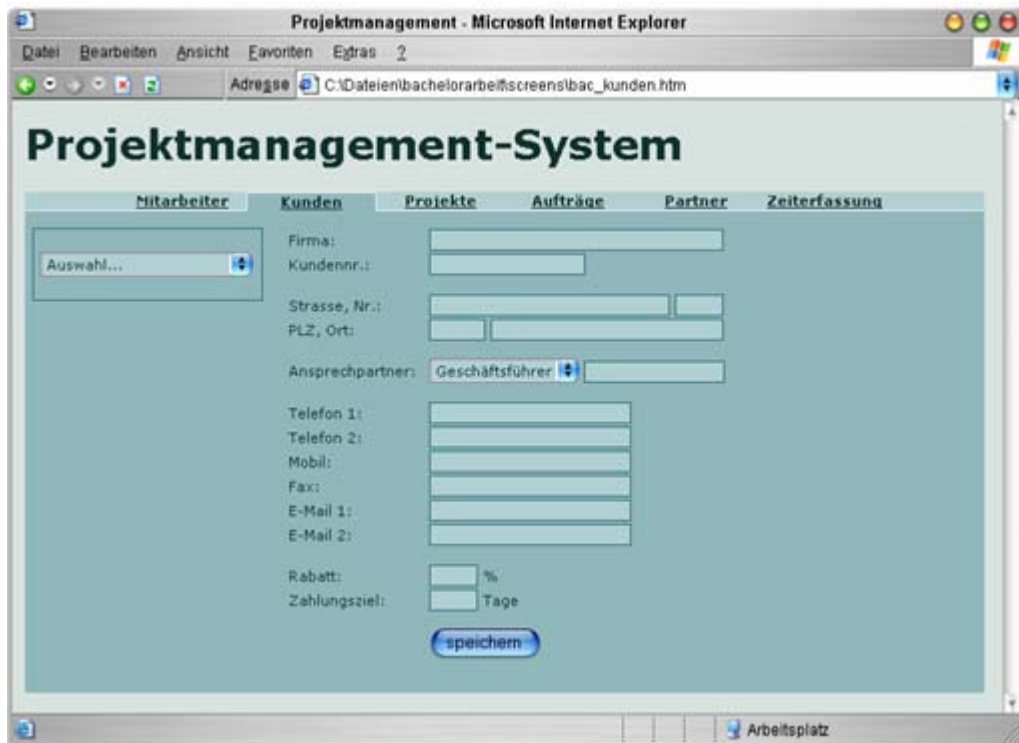 Projektmanagement - Microsoft Internet Explorer
Datei Bearbeiten Ansicht Favoriten Extras ?
Adresse C:\Dateien\bachelorarbeit\screens\bac_kunden.htm
Projektmanagement-System
Mitarbeiter Kunden Projekte Aufträge Partner Zeiterfassung
Auswahl...
Firma:
Kundennr.:
Strasse, Nr.:
PLZ, Ort:
Ansprechpartner: Geschäftsführer
Telefon 1:
Telefon 2:
Mobil:
Fax:
E-Mail 1:
E-Mail 2:
Rabatt: %
Zahlungsziel: Tage
speichern
Arbeitsplatz